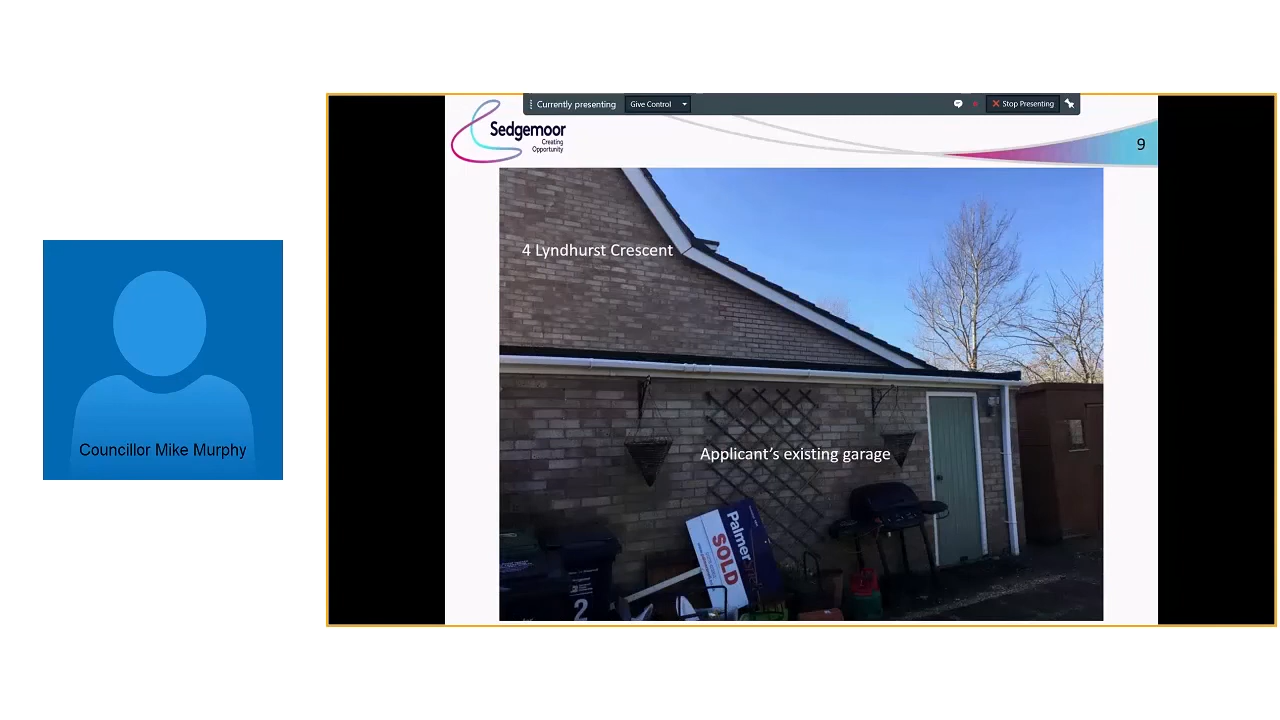 Currently presenting
Give Control
Stop Presenting
Sedgemoor
Creating
Opportunity
9
4 Lyndhurst Crescent
Applicant's existing garage
Palmer
SOLD
2
Councillor Mike Murphy